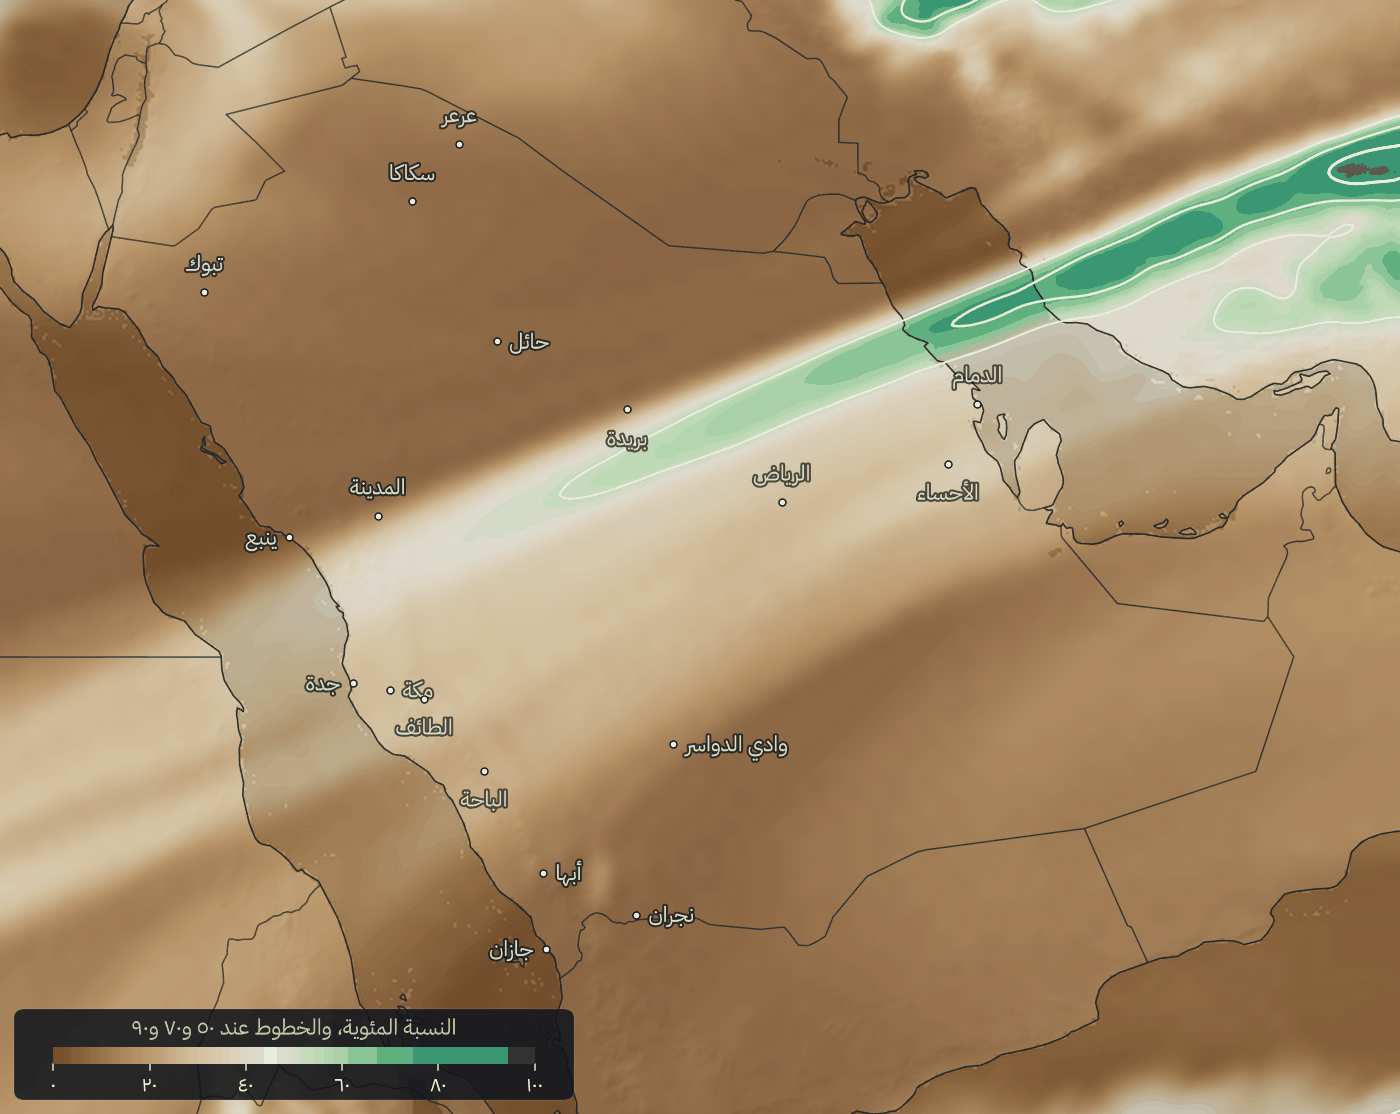 عرعر
سكاكا
تبوك
حائل
الدمام
بريدة
الرياض
الأحساء
المدينة
ينبع
جدة
مكة
الطائف
وادي الدواسر
الباحة
أبها
نجران
جازان
النسبة المئوية، والخطوط عند ٥٠ و٧٠ و٩٠
٠ ٢٠ ٤٠ ٦٠ ٨٠ ١٠٠